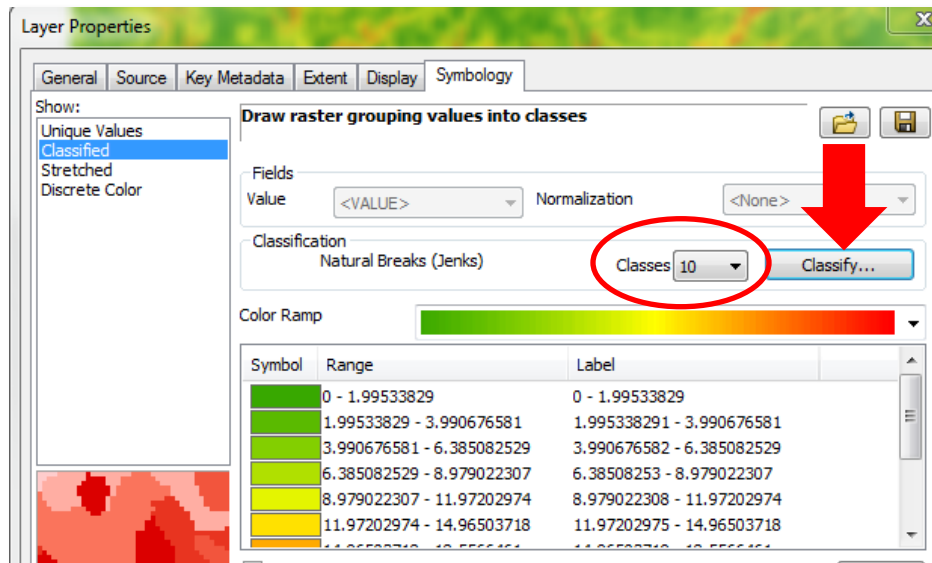 Layer Properties
General Source Key Metadata Extent Display Symbology
Show:
Unique Values
Classified
Stretched
Discrete Color
Draw raster grouping values into classes
Fields
Value <VALUE> Normalization <None>
Classification
Natural Breaks (Jenks) Classes 10 Classify...
Color Ramp
Symbol Range Label
0 - 1.99533829 0 - 1.99533829
1.99533829 - 3.990676581 1.995338291 - 3.990676581
3.990676581 - 6.385082529 3.990676582 - 6.385082529
6.385082529 - 8.979022307 6.38508253 - 8.979022307
8.979022307 - 11.97202974 8.979022308 - 11.97202974
11.97202974 - 14.96503718 11.97202975 - 14.96503718